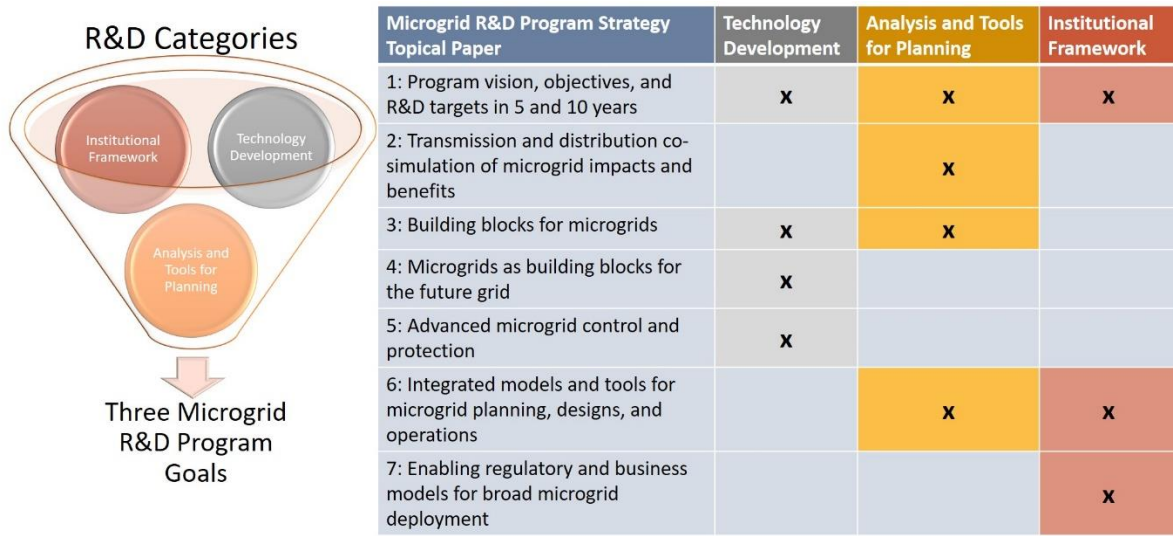 R&D Categories
Institutional
Framework
Technology
Development
Analysis and
Tools for
Planning
Three Microgrid
R&D Program
Goals
Microgrid R&D Program Strategy
Topical Paper
Technology
Development
Analysis and Tools
for Planning
Institutional
Framework
1: Program vision, objectives, and
R&D targets in 5 and 10 years
x x x
2: Transmission and distribution co-
simulation of microgrid impacts and
benefits
x
3: Building blocks for microgrids
x x
4: Microgrids as building blocks for
the future grid
x
5: Advanced microgrid control and
protection
x
6: Integrated models and tools for
microgrid planning, designs, and
operations
x x
7: Enabling regulatory and business
models for broad microgrid
deployment
x